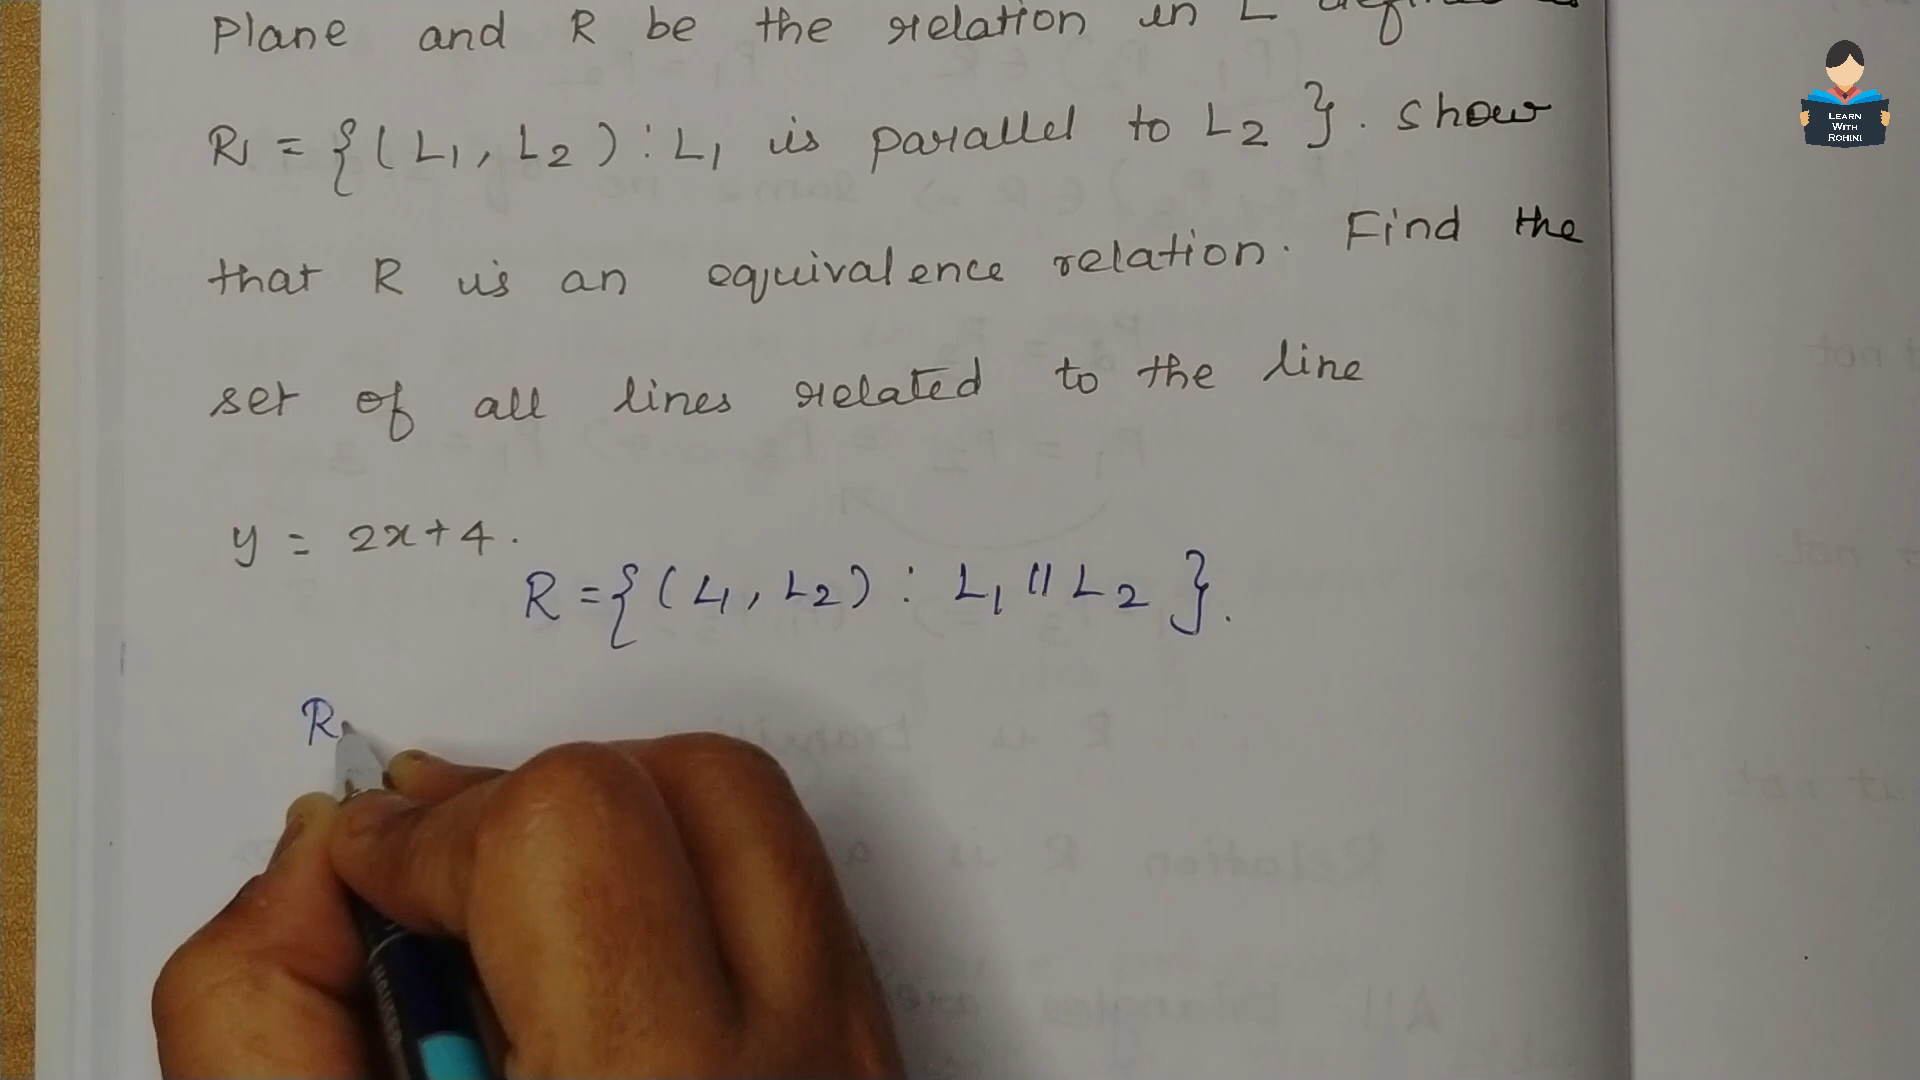 Plane and R be the relation in L
R = {(L1, L2) : L1 is parallel to L2}. show
that R is an equivalence relation. Find the
set of all lines related to the line
y = 2x+4.
R = {(L1, L2) : L1 || L2}.
R
LEARN
WITH
ROHINI